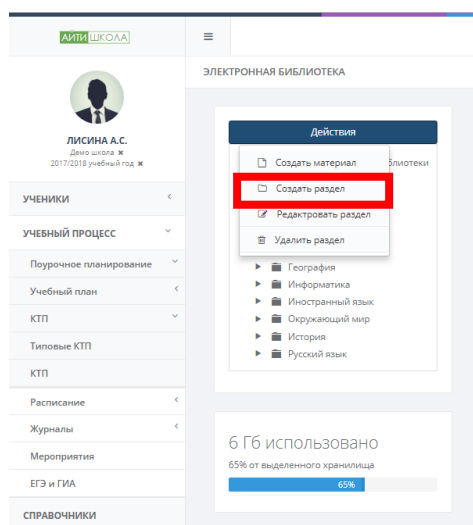 АЙТИ ШКОЛА
ЛИСИНА А.С.
Демо школа ×
2017/2018 учебный год ×
УЧЕНИКИ
УЧЕБНЫЙ ПРОЦЕСС
Поурочное планирование
Учебный план
КТП
Типовые КТП
КТП
Расписание
Журналы
Мероприятия
ЕГЭ и ГИА
СПРАВОЧНИКИ
ЭЛЕКТРОННАЯ БИБЛИОТЕКА
Действия
Создать материал
блиотеки
Создать раздел
Редактровать раздел
Удалить раздел
География
Информатика
Иностранный язык
Окружающий мир
История
Русский язык
6 Гб использовано
65% от выделенного хранилища
65%